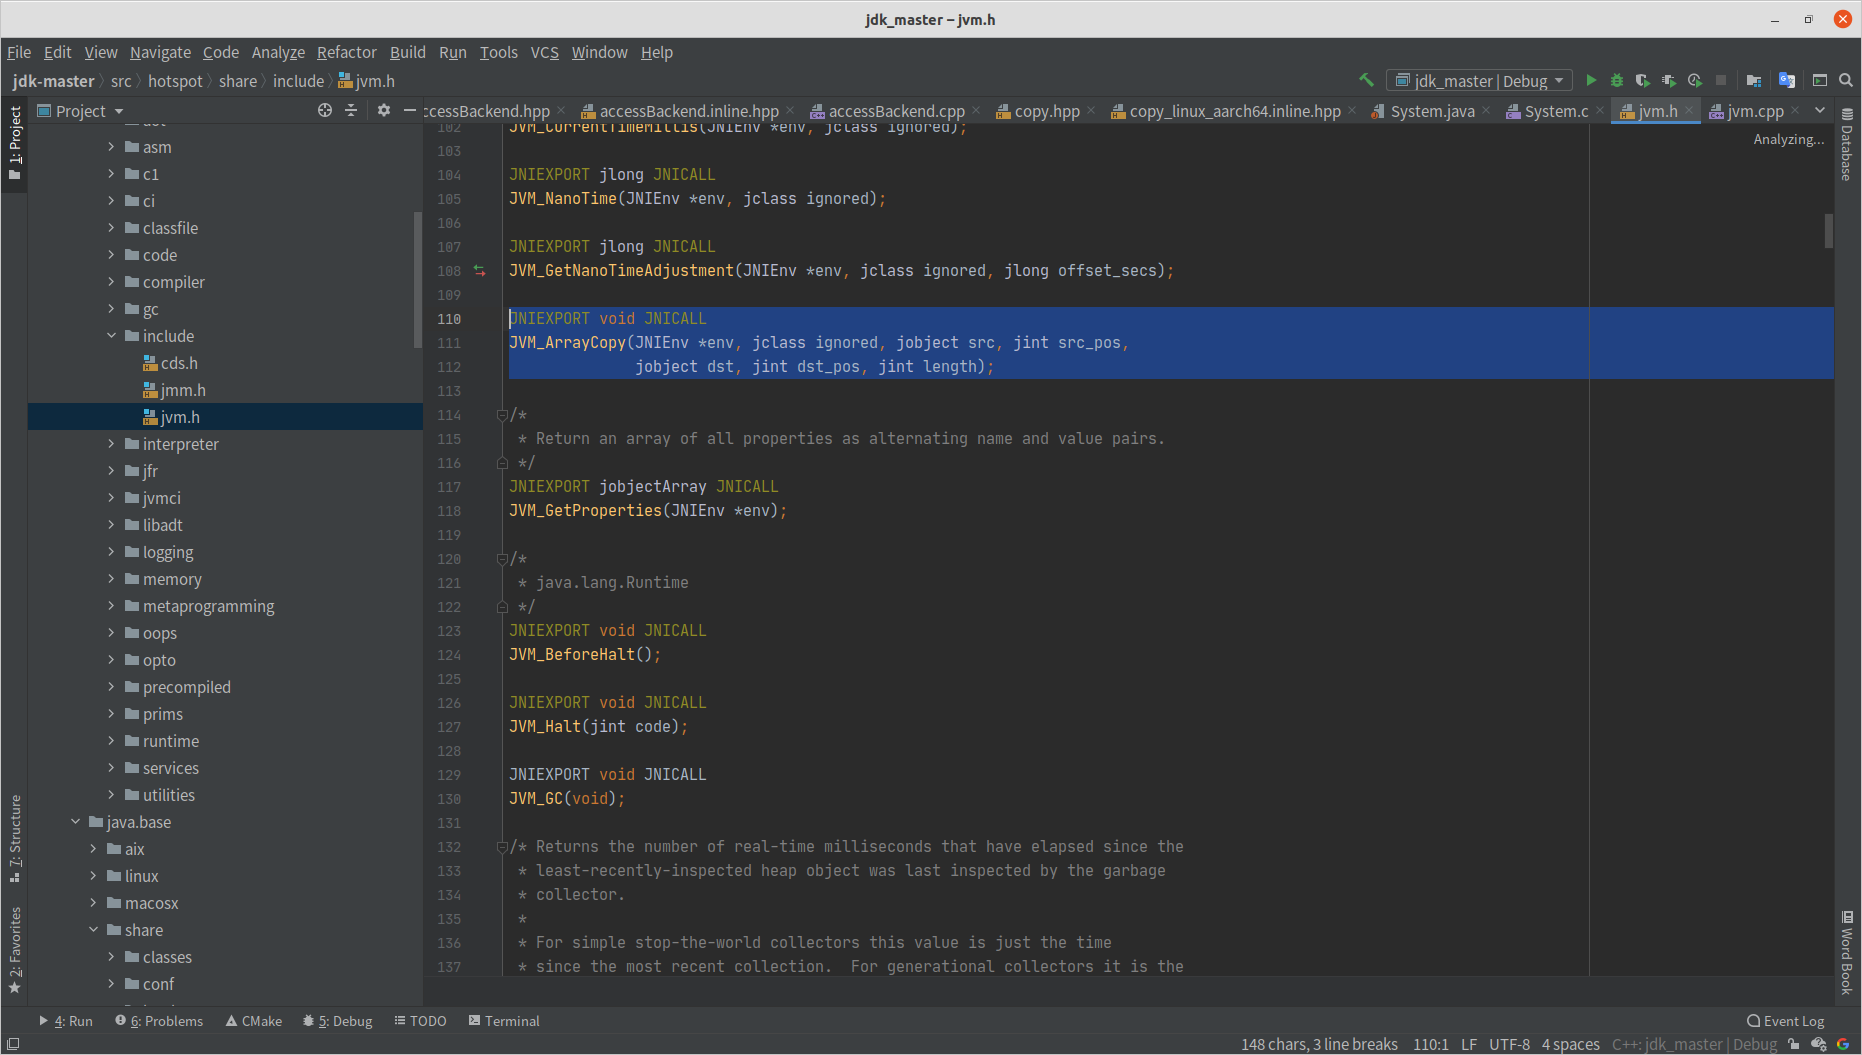 jdk_master – jvm.h
File Edit View Navigate Code Analyze Refactor Build Run Tools VCS Window Help
jdk-master src hotspot share include jvm.h
jdk_master | Debug
Project
ccessBackend.hpp accessBackend.inline.hpp accessBackend.cpp copy.hpp copy_linux_aarch64.inline.hpp System.java System.c jvm.h jvm.cpp
1: Project
7: Structure
2: Favorites
asm
c1
ci
classfile
code
compiler
gc
include
cds.h
jmm.h
jvm.h
interpreter
jfr
jvmci
libadt
logging
memory
metaprogramming
oops
opto
precompiled
prims
runtime
services
utilities
java.base
aix
linux
macosx
share
classes
conf
Analyzing...
102 JVM_CurrentTimeMillis(JNIEnv *env, jclass ignored);
103
104 JNIEXPORT jlong JNICALL
105 JVM_NanoTime(JNIEnv *env, jclass ignored);
106
107 JNIEXPORT jlong JNICALL
108 JVM_GetNanoTimeAdjustment(JNIEnv *env, jclass ignored, jlong offset_secs);
109
110 JNIEXPORT void JNICALL
111 JVM_ArrayCopy(JNIEnv *env, jclass ignored, jobject src, jint src_pos,
112 jobject dst, jint dst_pos, jint length);
113
114 /*
115 * Return an array of all properties as alternating name and value pairs.
116 */
117 JNIEXPORT jobjectArray JNICALL
118 JVM_GetProperties(JNIEnv *env);
119
120 /*
121 * java.lang.Runtime
122 */
123 JNIEXPORT void JNICALL
124 JVM_BeforeHalt();
125
126 JNIEXPORT void JNICALL
127 JVM_Halt(jint code);
128
129 JNIEXPORT void JNICALL
130 JVM_GC(void);
131
132 /* Returns the number of real-time milliseconds that have elapsed since the
133 * least-recently-inspected heap object was last inspected by the garbage
134 * collector.
135 *
136 * For simple stop-the-world collectors this value is just the time
137 * since the most recent collection.  For generational collectors it is the
Database
Word Book
4: Run 6: Problems CMake 5: Debug TODO Terminal Event Log
148 chars, 3 line breaks 110:1 LF UTF-8 4 spaces C++: jdk_master | Debug